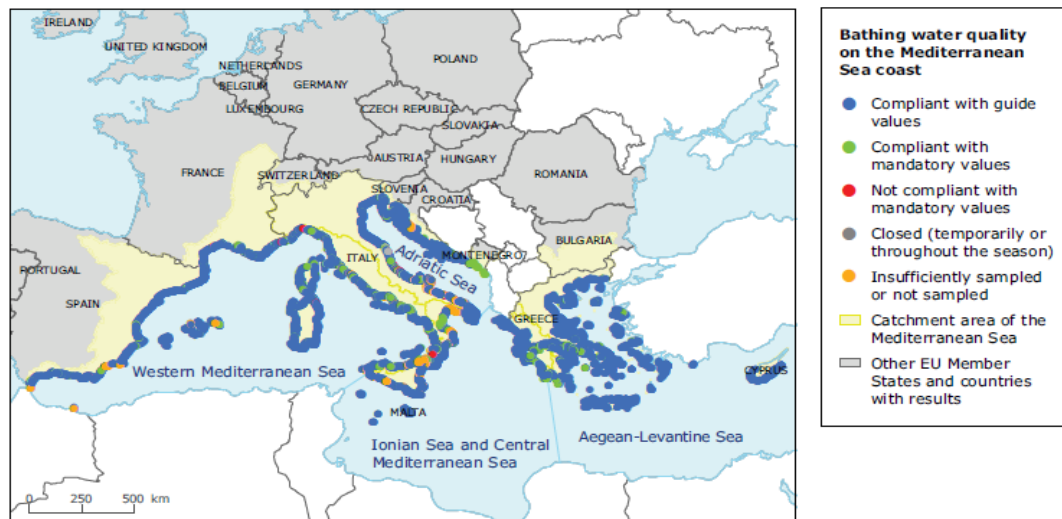 IRELAND
UNITED KINGDOM
NETHERLANDS
BELGIUM
LUXEMBOURG
GERMANY
POLAND
CZECH REPUBLIC
SLOVAKIA
AUSTRIA
HUNGARY
FRANCE
SWITZERLAND
SLOVENIA
CROATIA
ROMANIA
BULGARIA
MONTENEGRO7
ITALY
Adriatic Sea
PORTUGAL
SPAIN
GREECE
CYPRUS
Western Mediterranean Sea
MALTA
Ionian Sea and Central
Mediterranean Sea
Aegean-Levantine Sea
0 250 500 km
Bathing water quality
on the Mediterranean
Sea coast
Compliant with guide
values
Compliant with
mandatory values
Not compliant with
mandatory values
Closed (temporarily or
throughout the season)
Insufficiently sampled
or not sampled
Catchment area of the
Mediterranean Sea
Other EU Member
States and countries
with results